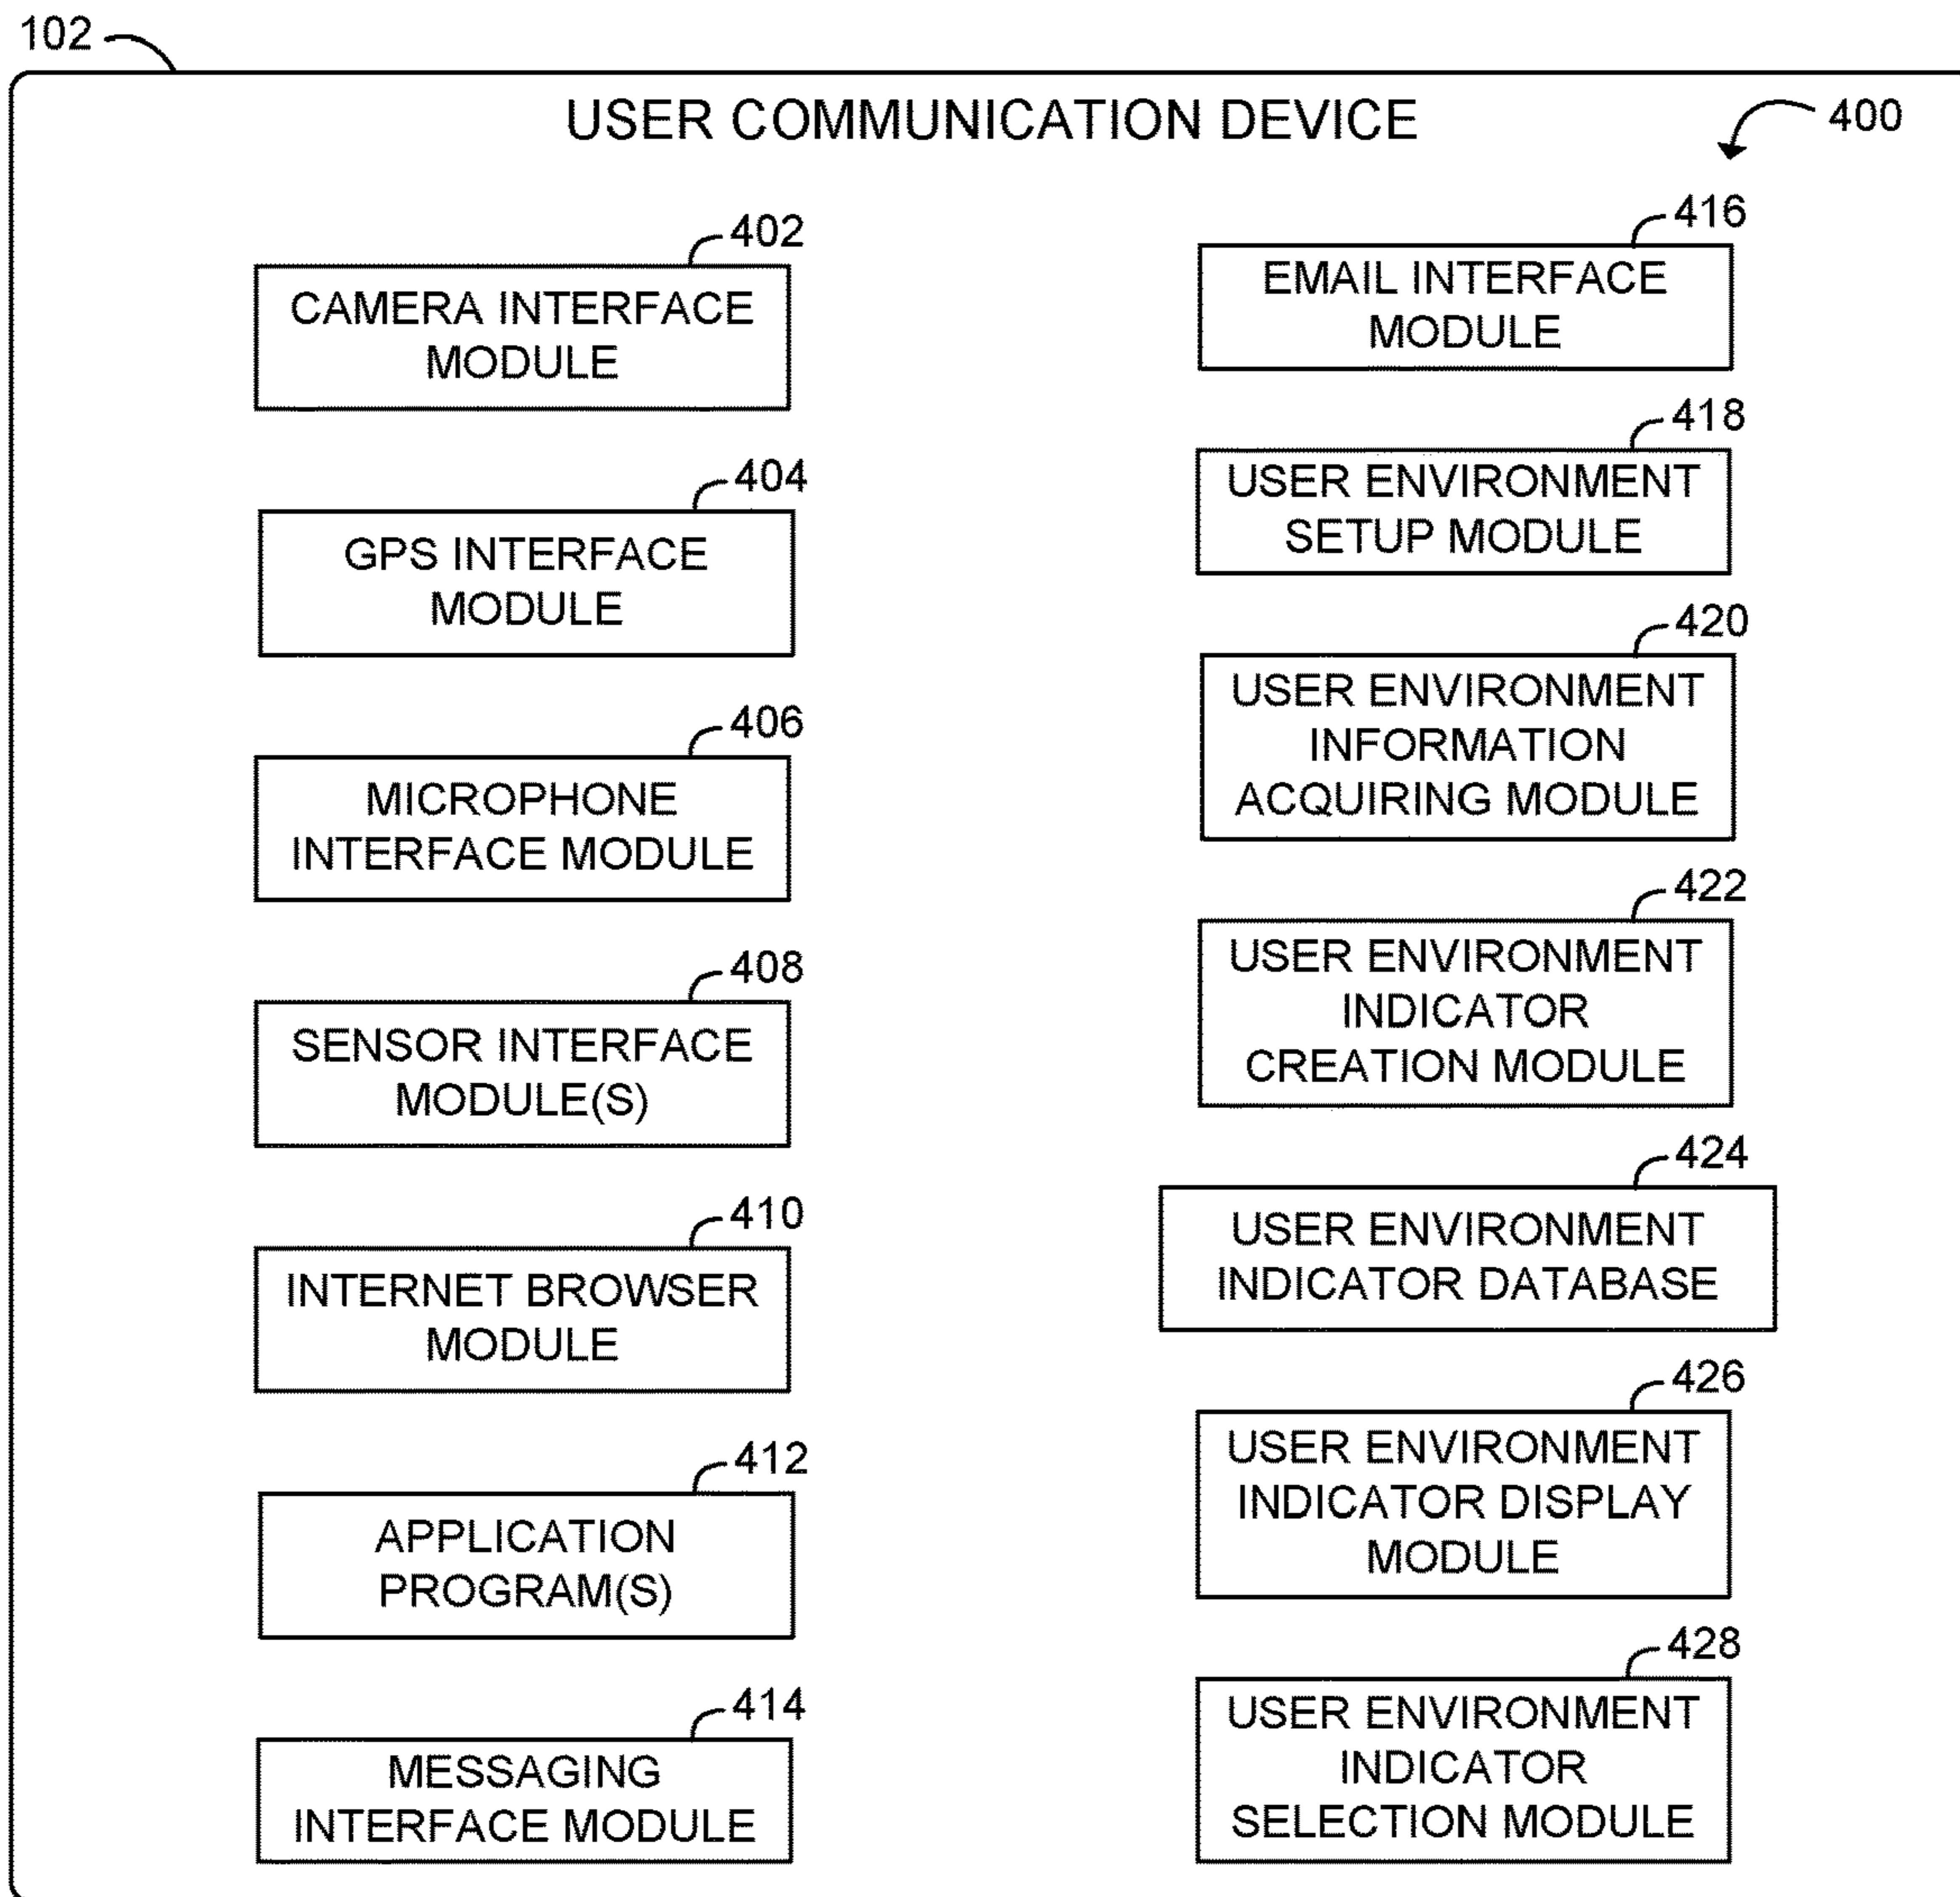 102
USER COMMUNICATION DEVICE
400
402
CAMERA INTERFACE
MODULE
404
GPS INTERFACE
MODULE
406
MICROPHONE
INTERFACE MODULE
408
SENSOR INTERFACE
MODULE(S)
410
INTERNET BROWSER
MODULE
412
APPLICATION
PROGRAM(S)
414
MESSAGING
INTERFACE MODULE
416
EMAIL INTERFACE
MODULE
418
USER ENVIRONMENT
SETUP MODULE
420
USER ENVIRONMENT
INFORMATION
ACQUIRING MODULE
422
USER ENVIRONMENT
INDICATOR
CREATION MODULE
424
USER ENVIRONMENT
INDICATOR DATABASE
426
USER ENVIRONMENT
INDICATOR DISPLAY
MODULE
428
USER ENVIRONMENT
INDICATOR
SELECTION MODULE